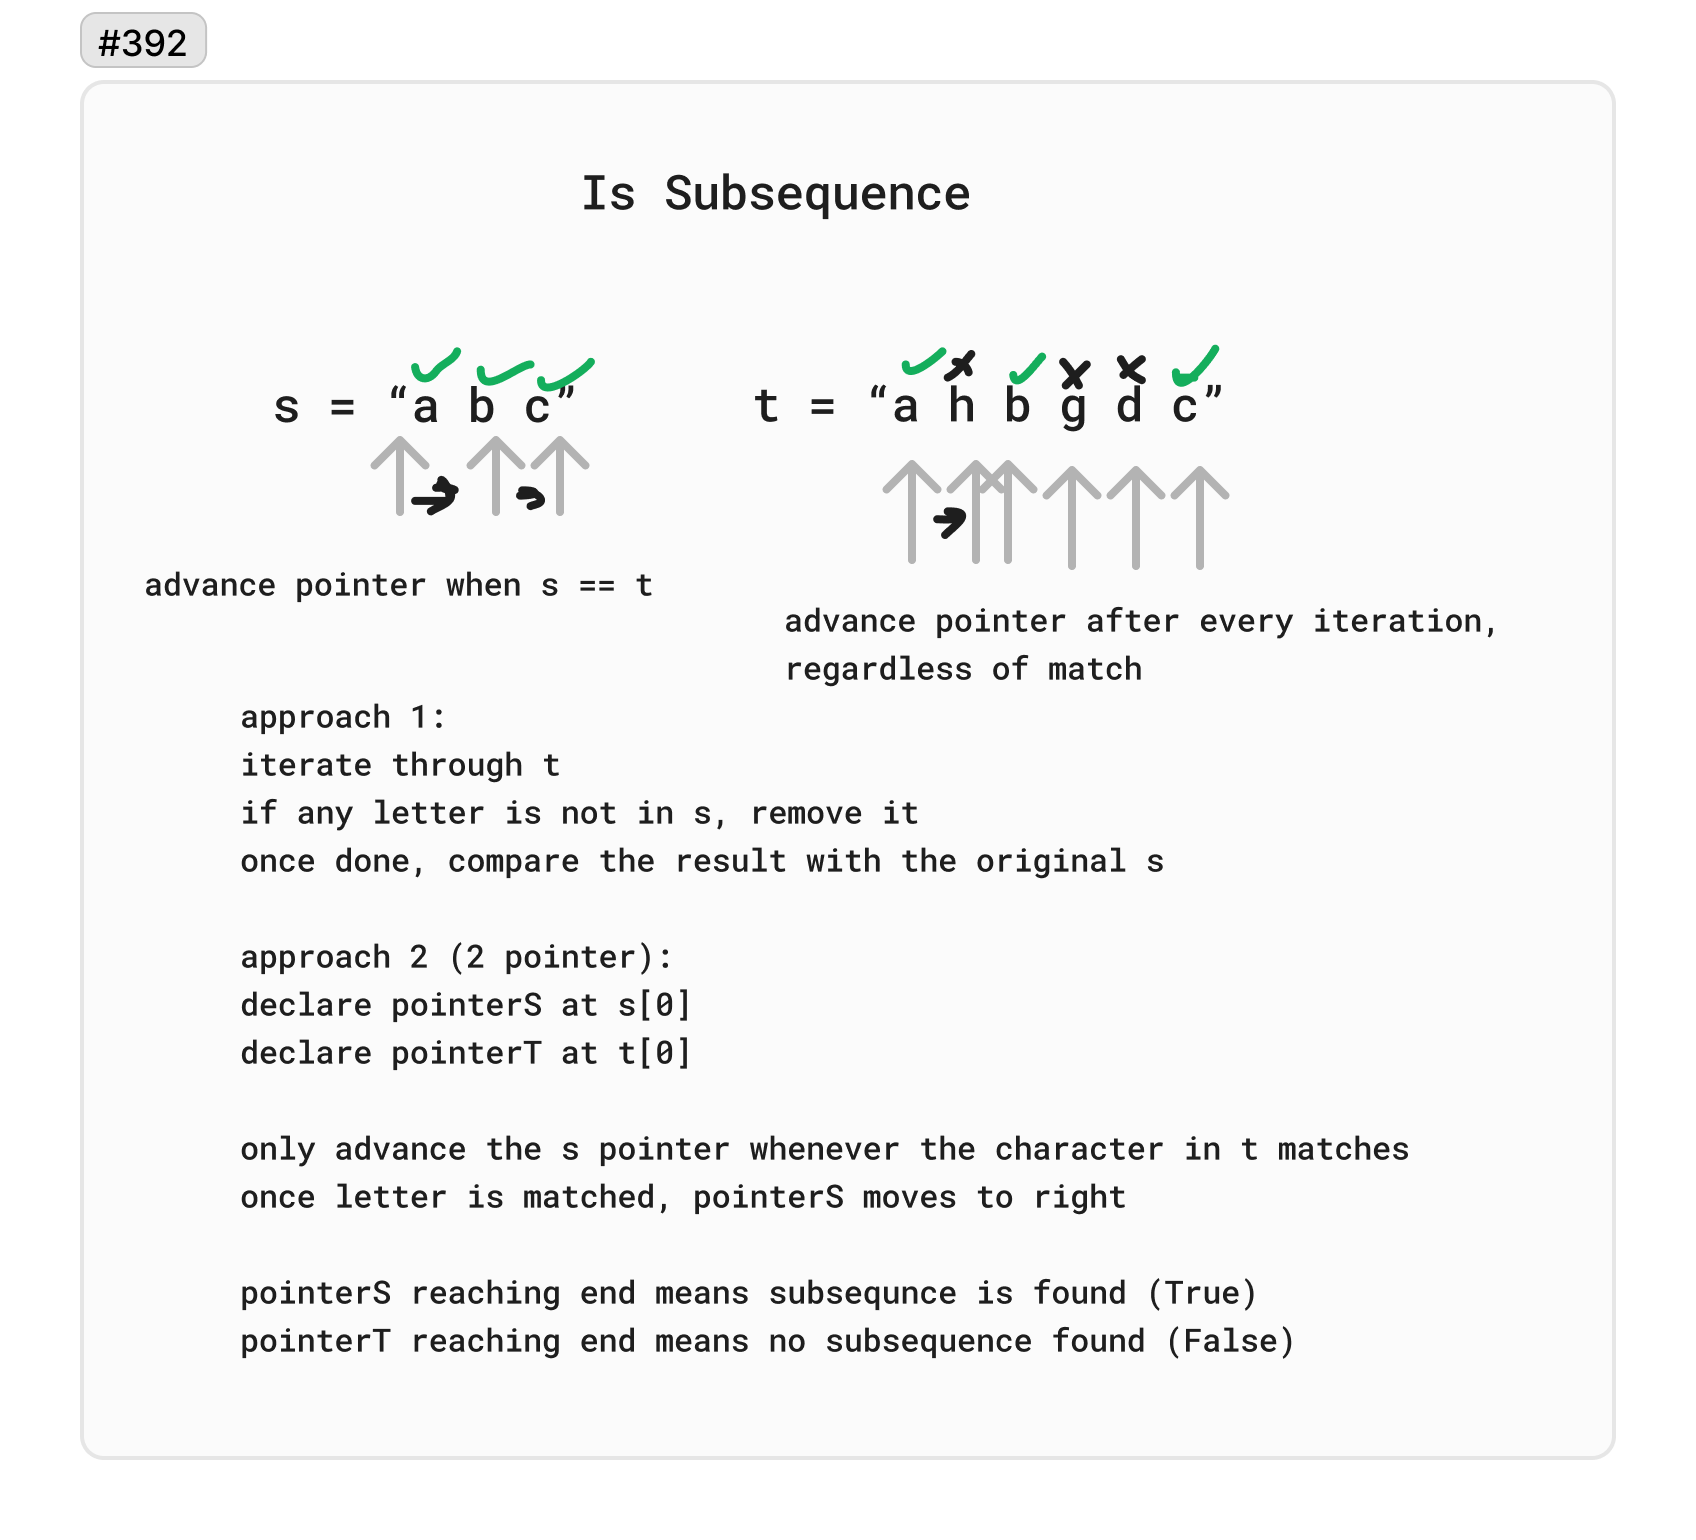 #392
Is Subsequence
s = “a b c”
t = “a h b g d c”
advance pointer when s == t
advance pointer after every iteration,
regardless of match
approach 1:
iterate through t
if any letter is not in s, remove it
once done, compare the result with the original s
approach 2 (2 pointer):
declare pointerS at s[0]
declare pointerT at t[0]
only advance the s pointer whenever the character in t matches
once letter is matched, pointerS moves to right
pointerS reaching end means subsequnce is found (True)
pointerT reaching end means no subsequence found (False)